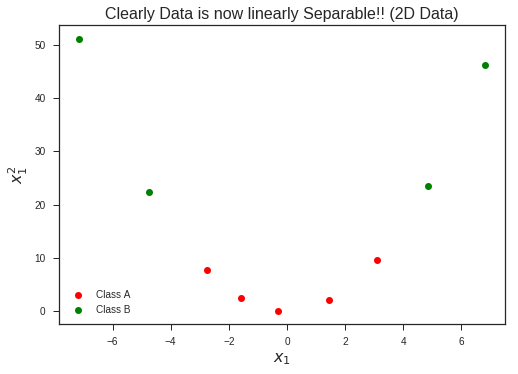 Clearly Data is now linearly Separable!! (2D Data)
50
40
30
20
10
0
x₁²
Class A
Class B
−6 −4 −2 0 2 4 6
x₁